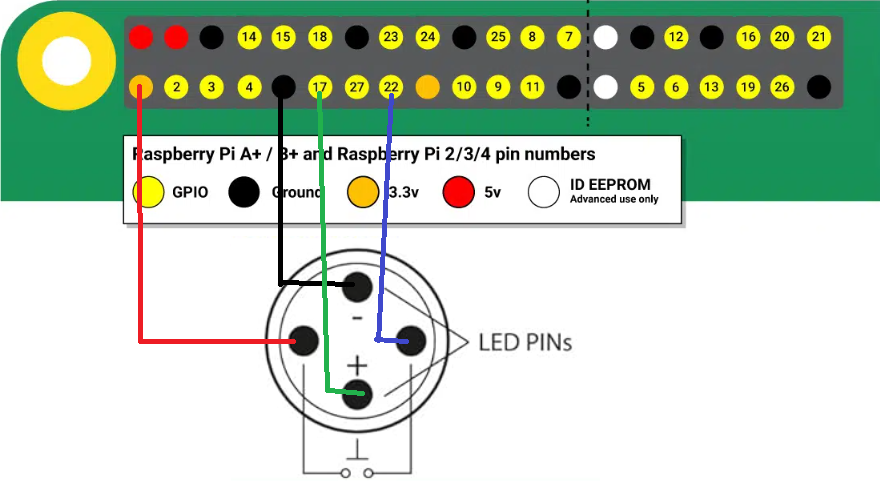 14 15 18 23 24 25 8 7 12 16 20 21
2 3 4 17 27 22 10 9 11 5 6 13 19 26
Raspberry Pi A+ / B+ and Raspberry Pi 2/3/4 pin numbers
GPIO Ground 3.3v 5v ID EEPROM
Advanced use only
-
LED PINs
+